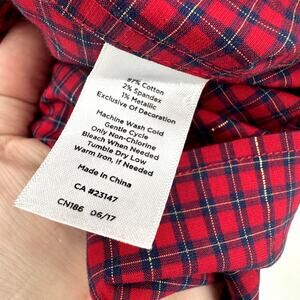 97% Cotton
2% Spandex
1% Metallic
Exclusive Of Decoration
Machine Wash Cold
Gentle Cycle
Only Non-Chlorine
Bleach When Needed
Tumble Dry Low
Warm Iron. If Needed
Made in China
CA #23147
CN186 06/17